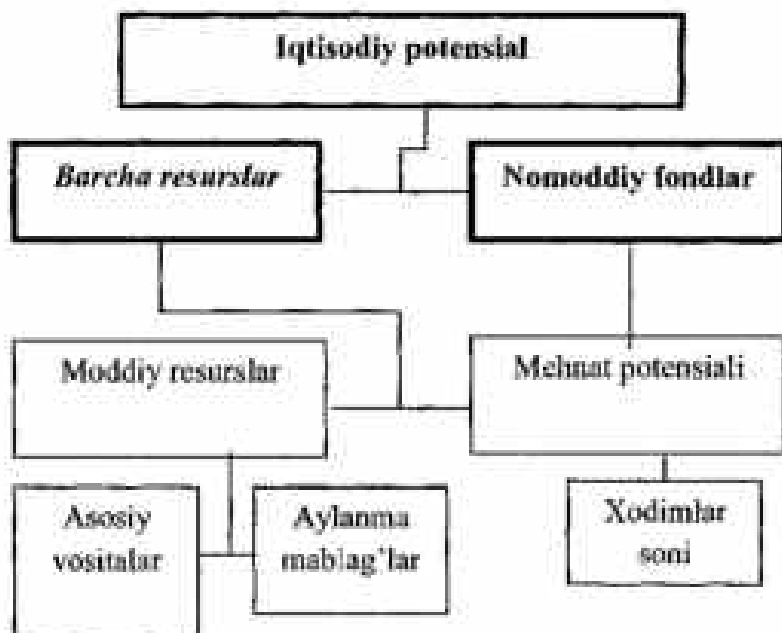 Iqtisodiy potensial
Barcha resurslar
Nomoddiy fondlar
Moddiy resurslar
Mehnat potensiali
Asosiy
vositalar
Aylanma
mablag'lar
Xodimlar
soni